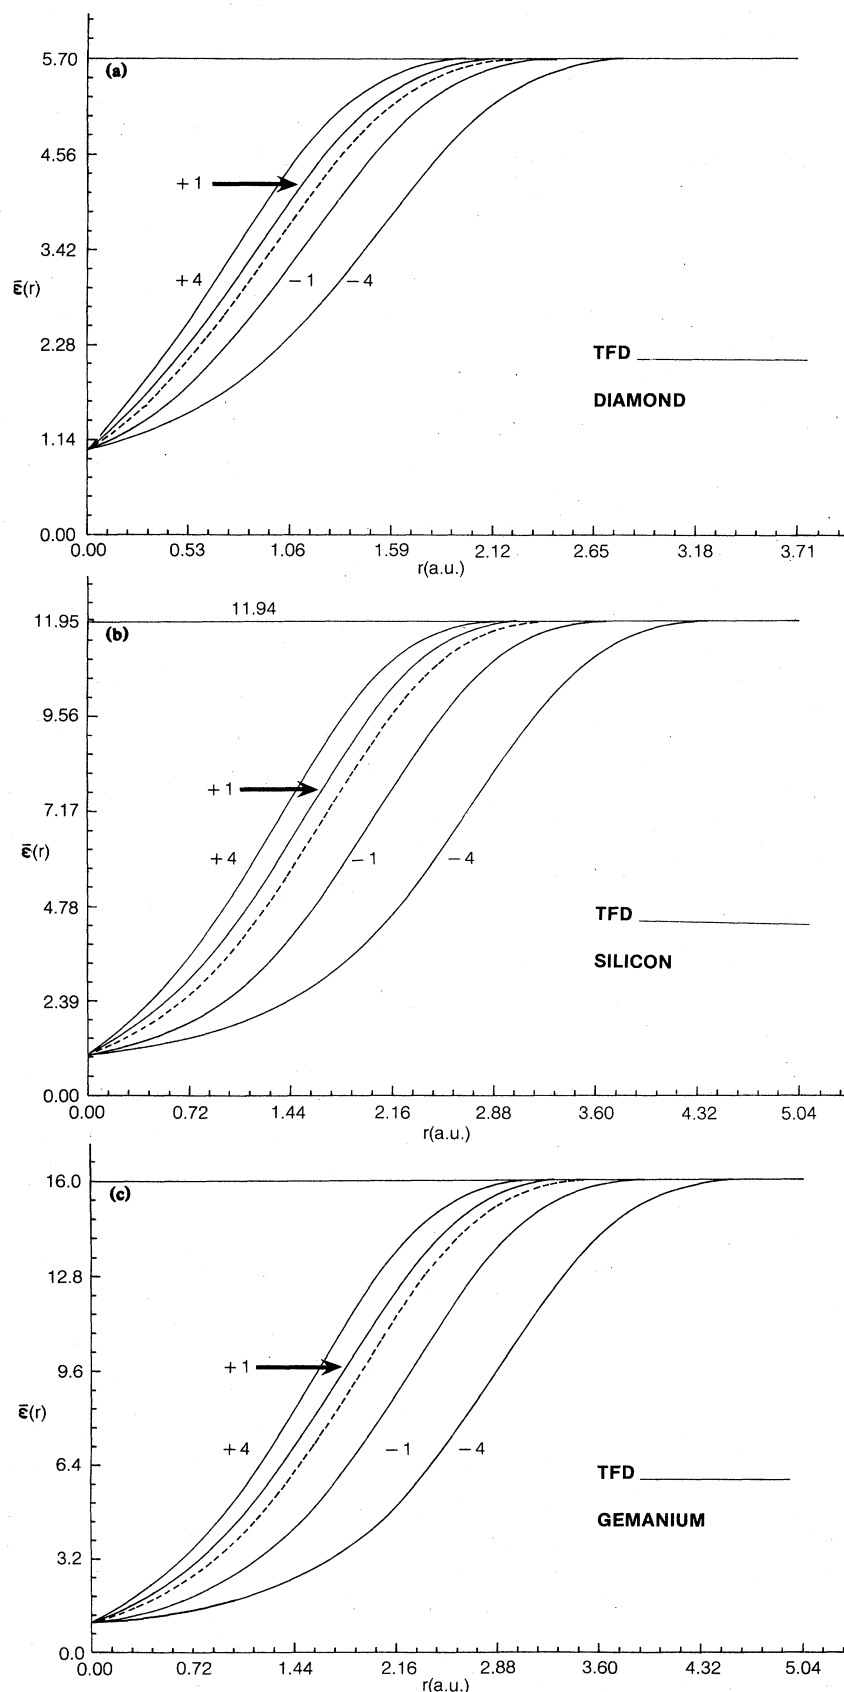 5.70
(a)
4.56
+1
3.42
+4
−1
−4
ε̄(r)
2.28
TFD
DIAMOND
1.14
0.00
0.00 0.53 1.06 1.59 2.12 2.65 3.18 3.71
r(a.u.)
11.94
11.95
(b)
9.56
+1
7.17
ε̄(r)
+4
−1
−4
4.78
TFD
SILICON
2.39
0.00
0.00 0.72 1.44 2.16 2.88 3.60 4.32 5.04
r(a.u.)
16.0
(c)
12.8
+1
9.6
ε̄(r)
+4
−1
−4
6.4
TFD
GEMANIUM
3.2
0.0
0.00 0.72 1.44 2.16 2.88 3.60 4.32 5.04
r(a.u.)